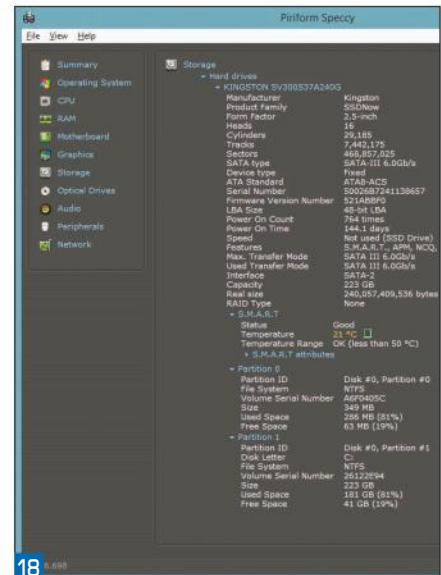 Piriform Speccy
File View Help
Summary
Operating System
CPU
RAM
Motherboard
Graphics
Storage
Optical Drives
Audio
Peripherals
Network
Storage
Hard drives
KINGSTON SV300S37A240G
Manufacturer Kingston
Product Family SSDNow
Form Factor 2.5-inch
Heads 16
Cylinders 29,185
Tracks 7,442,175
Sectors 468,857,025
SATA type SATA-III 6.0Gb/s
Device type Fixed
ATA Standard ATA8-ACS
Serial Number 50026B7241138657
Firmware Version Number 521ABBF0
LBA Size 48-bit LBA
Power On Count 764 times
Power On Time 144.1 days
Speed Not used (SSD Drive)
Features S.M.A.R.T., APM, NCQ,
Max. Transfer Mode SATA III 6.0Gb/s
Used Transfer Mode SATA III 6.0Gb/s
Interface SATA-2
Capacity 223 GB
Real size 240,057,409,536 bytes
RAID Type None
S.M.A.R.T
Status Good
Temperature 21 °C
Temperature Range OK (less than 50 °C)
S.M.A.R.T attributes
Partition 0
Partition ID Disk #0, Partition #0
File System NTFS
Volume Serial Number A6F0405C
Size 349 MB
Used Space 286 MB (81%)
Free Space 63 MB (19%)
Partition 1
Partition ID Disk #0, Partition #1
Disk Letter C:
File System NTFS
Volume Serial Number 26122E94
Size 223 GB
Used Space 181 GB (81%)
Free Space 41 GB (19%)
18 6.698